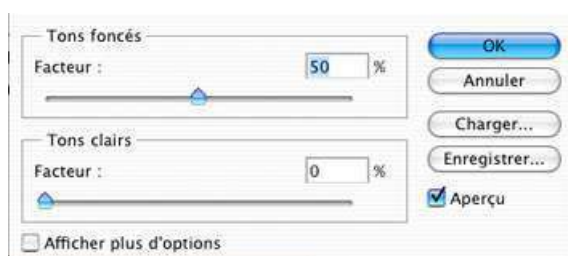 Tons foncés
Facteur :
50 %
Tons clairs
Facteur :
0 %
Afficher plus d'options
OK
Annuler
Charger...
Enregistrer...
Aperçu